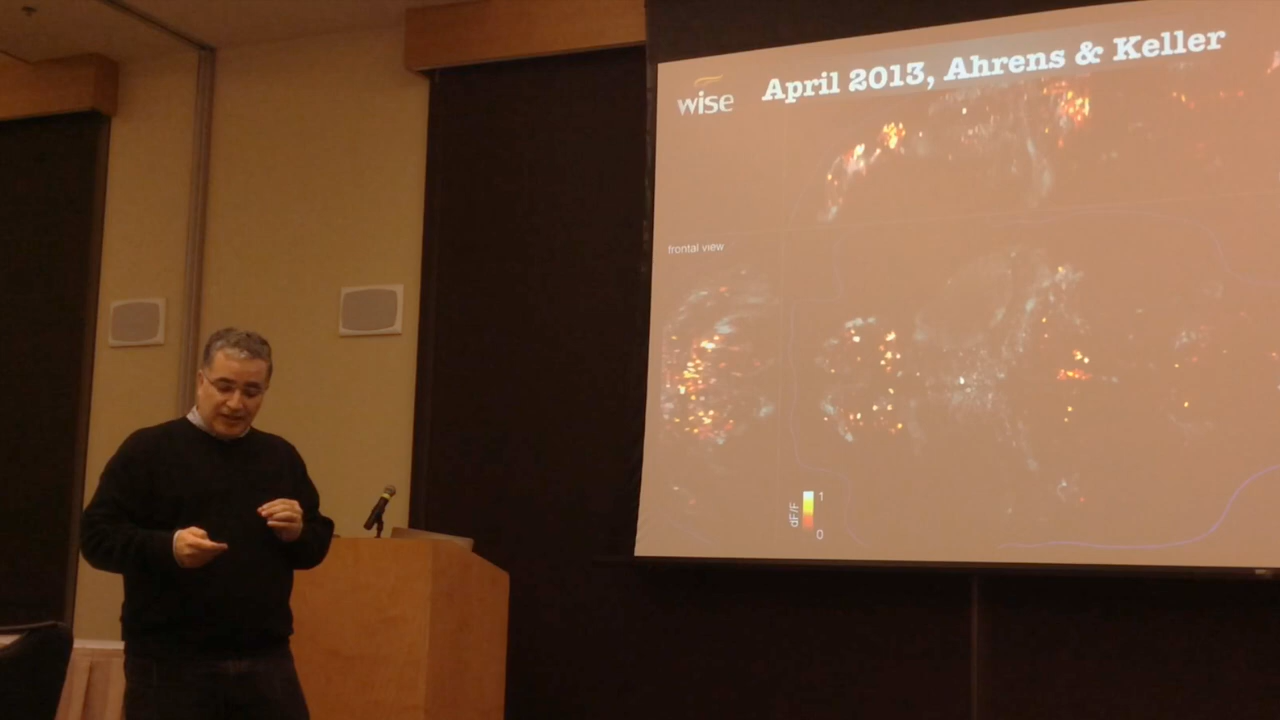 wise
April 2013, Ahrens & Keller
frontal view
dF/F
1
0